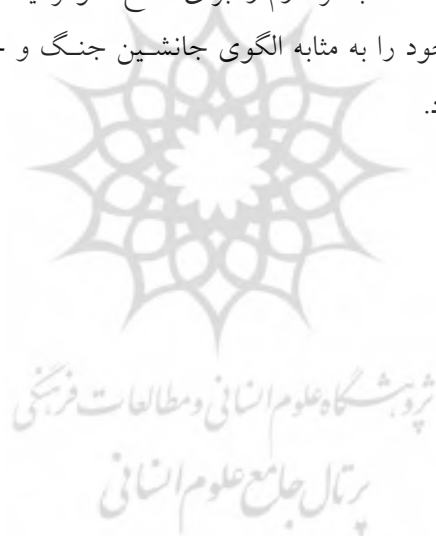 خود را به مثابه الگوی جانشین جنگ و
پژوهشگاه علوم انسانی و مطالعات فرهنگی
پرتال جامع علوم انسانی